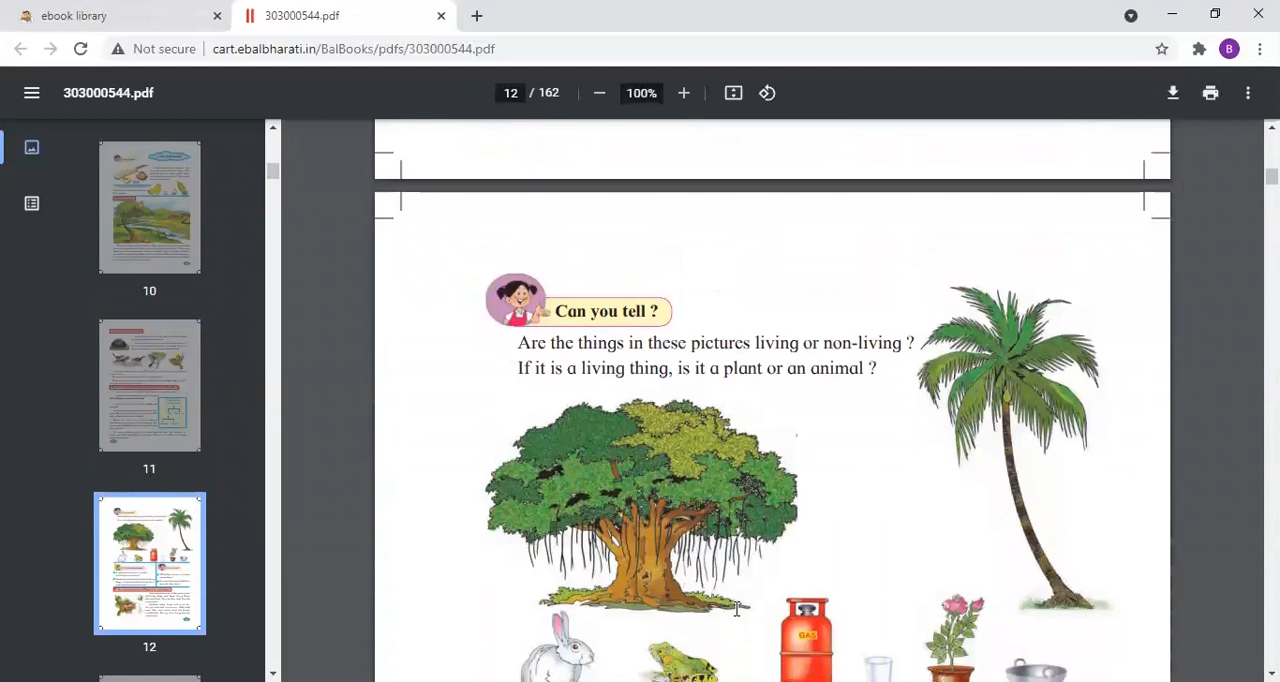 ebook library
303000544.pdf
Not secure
cart.ebalbharati.in/BalBooks/pdfs/303000544.pdf
B
303000544.pdf
12 / 162
100%
10
11
12
Can you tell ?
Are the things in these pictures living or non-living ?
If it is a living thing, is it a plant or an animal ?
GAS